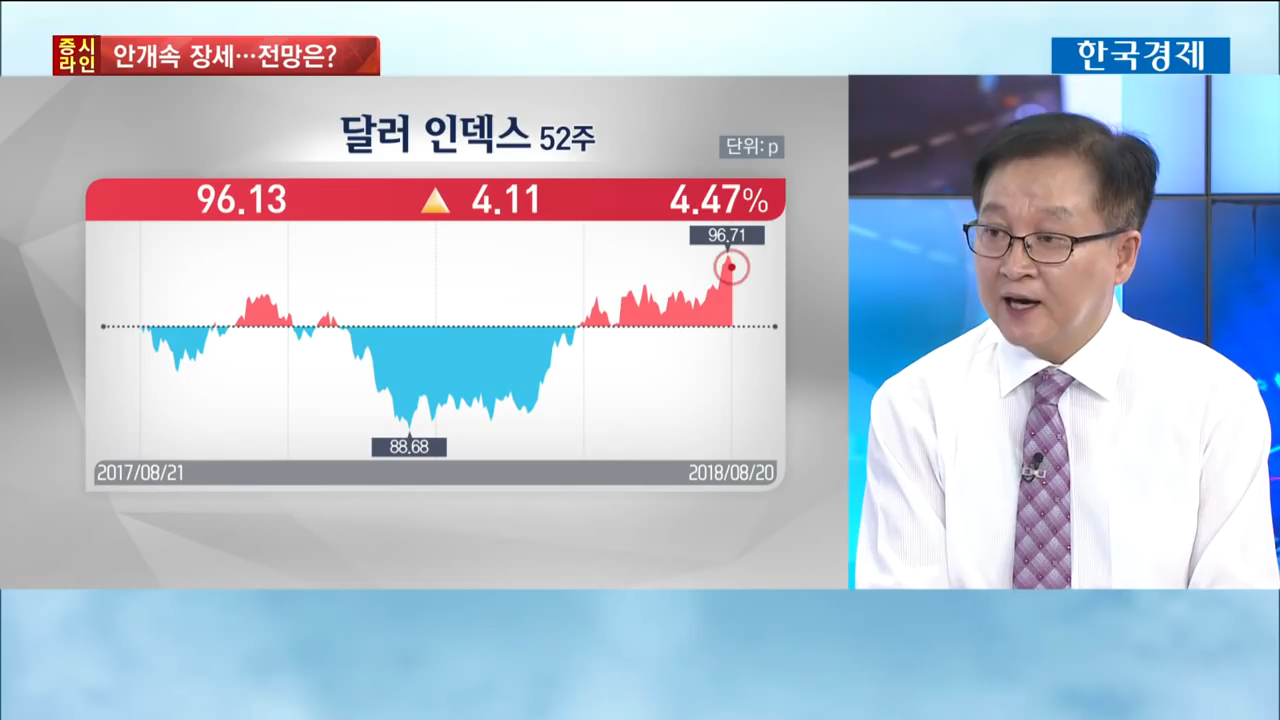 증시
라인
안개속 장세…전망은?
한국경제
달러 인덱스 52주
단위: p
96.13 ▲ 4.11 4.47%
96.71
88.68
2017/08/21 2018/08/20